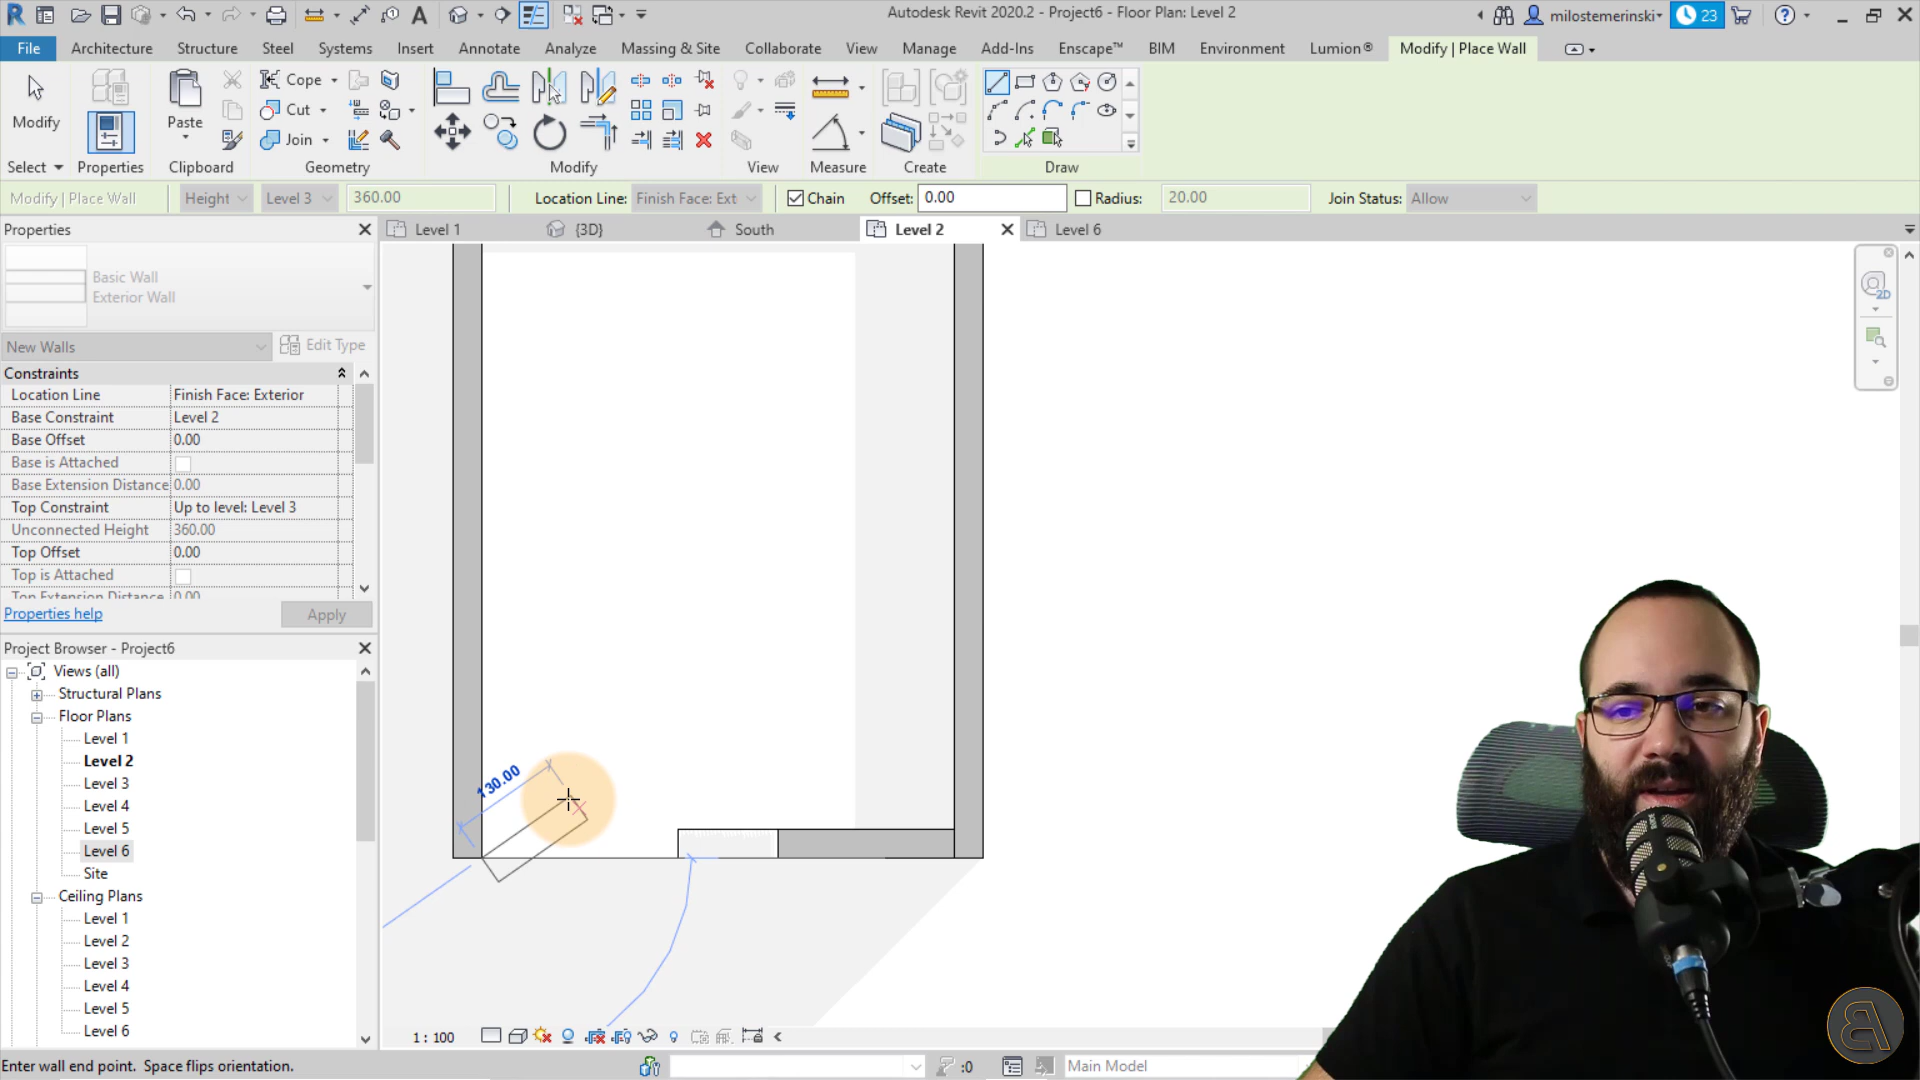 Autodesk Revit 2020.2 - Project6 - Floor Plan: Level 2
milostemerinski
23
File Architecture Structure Steel Systems Insert Annotate Analyze Massing & Site Collaborate View Manage Add-Ins Enscape™ BIM Environment Lumion® Modify | Place Wall
Modify
Paste
Cope
Cut
Join
Select Properties Clipboard Geometry Modify View Measure Create Draw
Modify | Place Wall Height Level 3 360.00 Location Line: Finish Face: Ext Chain Offset: 0.00 Radius: 20.00 Join Status: Allow
Properties
Level 1 {3D} South Level 2 Level 6
Basic Wall
Exterior Wall
New Walls Edit Type
Constraints
Location Line Finish Face: Exterior
Base Constraint Level 2
Base Offset 0.00
Base is Attached
Base Extension Distance 0.00
Top Constraint Up to level: Level 3
Unconnected Height 360.00
Top Offset 0.00
Top is Attached
Top Extension Distance 0.00
Properties help Apply
Project Browser - Project6
Views (all)
Structural Plans
Floor Plans
Level 1
Level 2
Level 3
Level 4
Level 5
Level 6
Site
Ceiling Plans
Level 1
Level 2
Level 3
Level 4
Level 5
Level 6
130.00
2D
1 : 100
Enter wall end point. Space flips orientation.
:0
Main Model